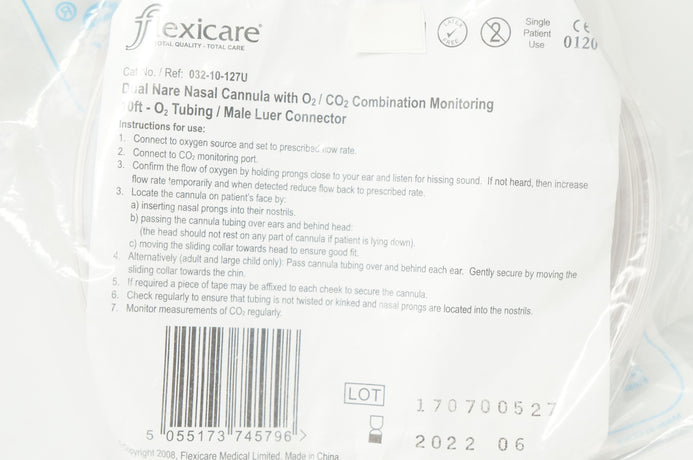 flexicare®
TOTAL QUALITY - TOTAL CARE
LATEX FREE
2
Single
Patient
Use
CE
0120
Cat No. / Ref: 032-10-127U
Dual Nare Nasal Cannula with O₂ / CO₂ Combination Monitoring
10ft - O₂ Tubing / Male Luer Connector
Instructions for use:
1. Connect to oxygen source and set to prescribed flow rate.
2. Connect to CO₂ monitoring port.
3. Confirm the flow of oxygen by holding prongs close to your ear and listen for hissing sound. If not heard, then increase
flow rate temporarily and when detected reduce flow back to prescribed rate.
3. Locate the cannula on patient's face by:
a) inserting nasal prongs into their nostrils.
b) passing the cannula tubing over ears and behind head:
(the head should not rest on any part of cannula if patient is lying down).
c) moving the sliding collar towards head to ensure good fit.
4. Alternatively (adult and large child only): Pass cannula tubing over and behind each ear. Gently secure by moving the
sliding collar towards the chin.
5. If required a piece of tape may be affixed to each cheek to secure the cannula.
6. Check regularly to ensure that tubing is not twisted or kinked and nasal prongs are located into the nostrils.
7. Monitor measurements of CO₂ regularly.
LOT
170700527
2022 06
5 055173 745796 >
Copyright 2008, Flexicare Medical Limited. Made in China